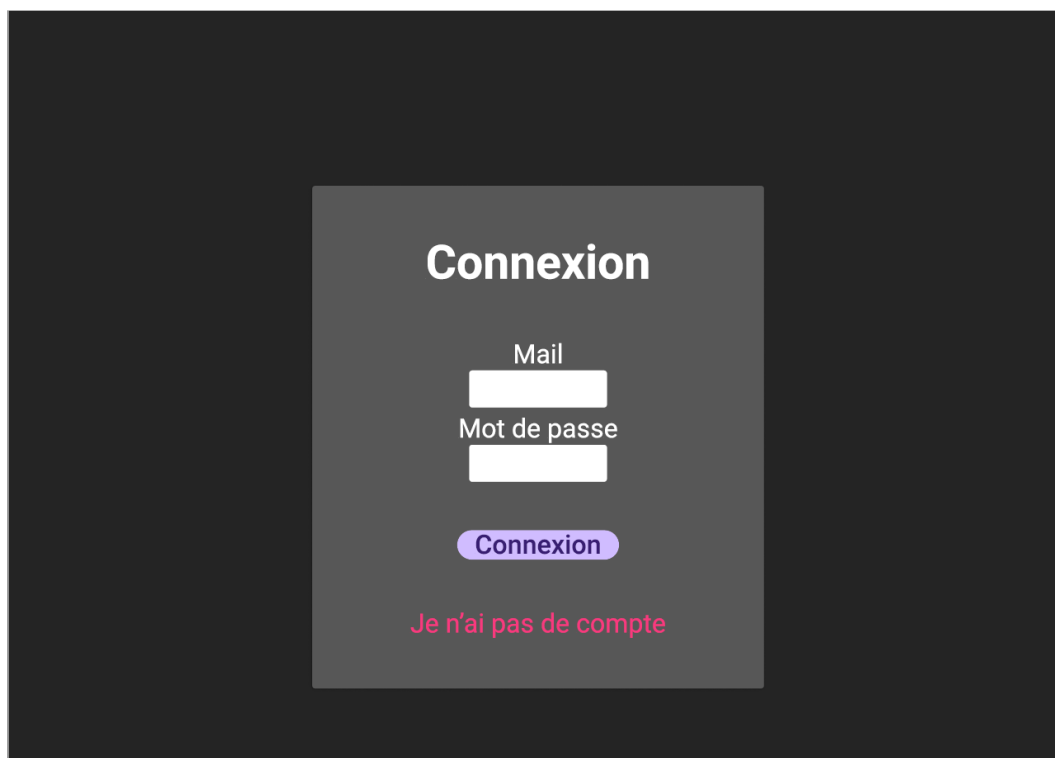 Connexion
Mail
Mot de passe
Connexion
Je n’ai pas de compte